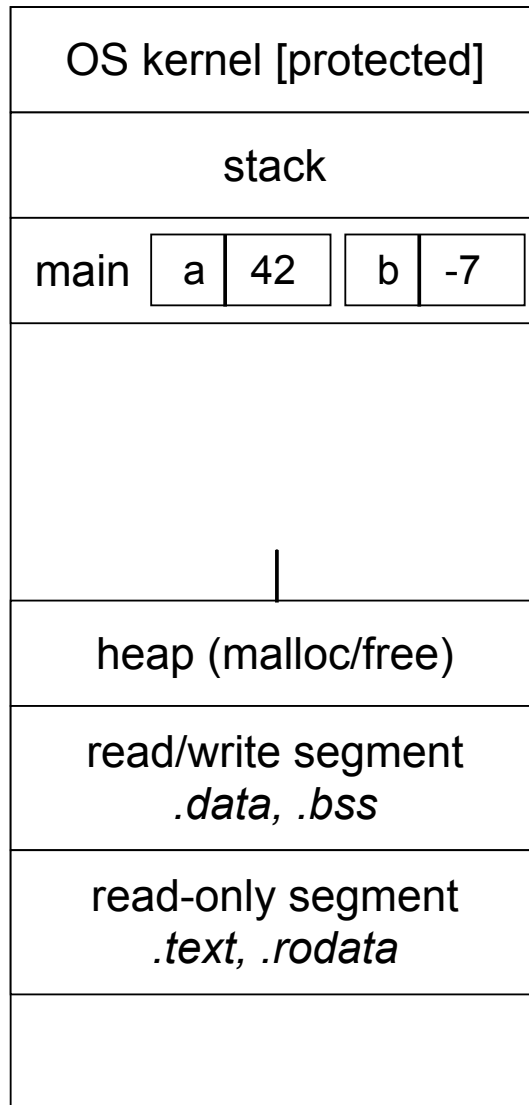 OS kernel [protected]
stack
main a 42 b -7
heap (malloc/free)
read/write segment
.data, .bss
read-only segment
.text, .rodata